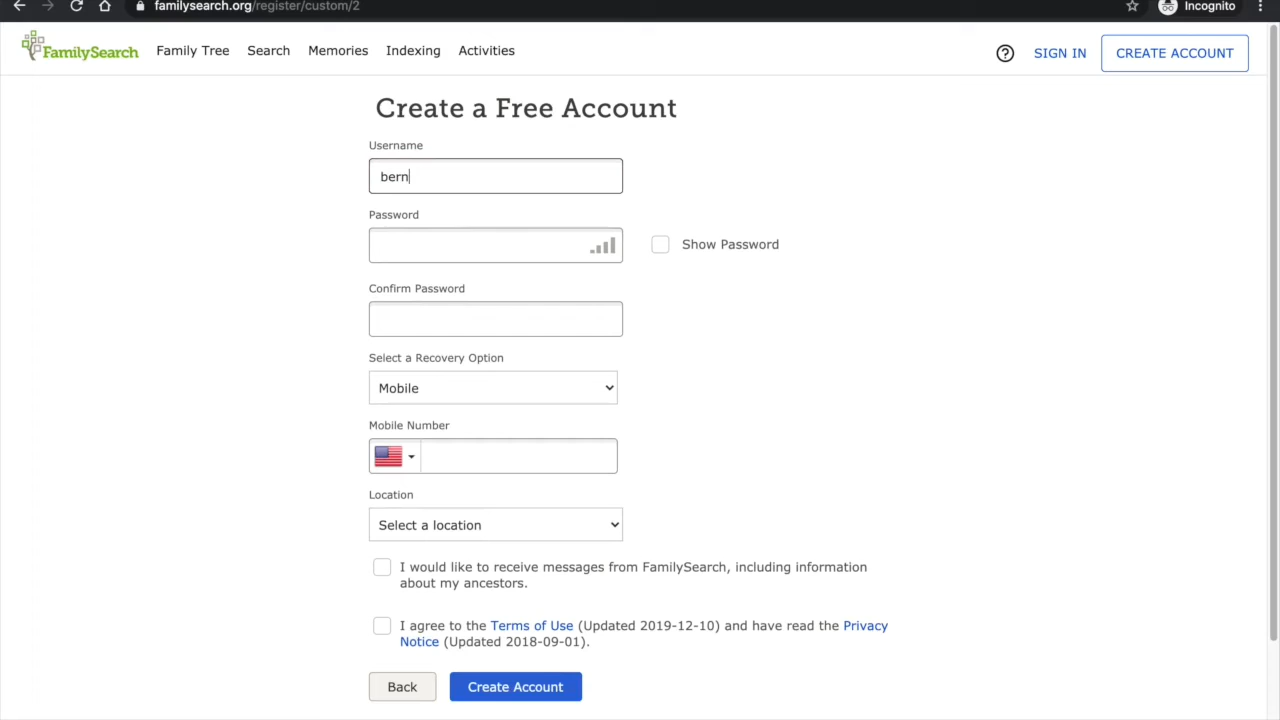 familysearch.org/register/custom/2
Incognito
FamilySearch Family Tree Search Memories Indexing Activities
SIGN IN CREATE ACCOUNT
Create a Free Account
Username
bern
Password
Show Password
Confirm Password
Select a Recovery Option
Mobile
Mobile Number
Location
Select a location
I would like to receive messages from FamilySearch, including information
about my ancestors.
I agree to the Terms of Use (Updated 2019-12-10) and have read the Privacy
Notice (Updated 2018-09-01).
Back Create Account